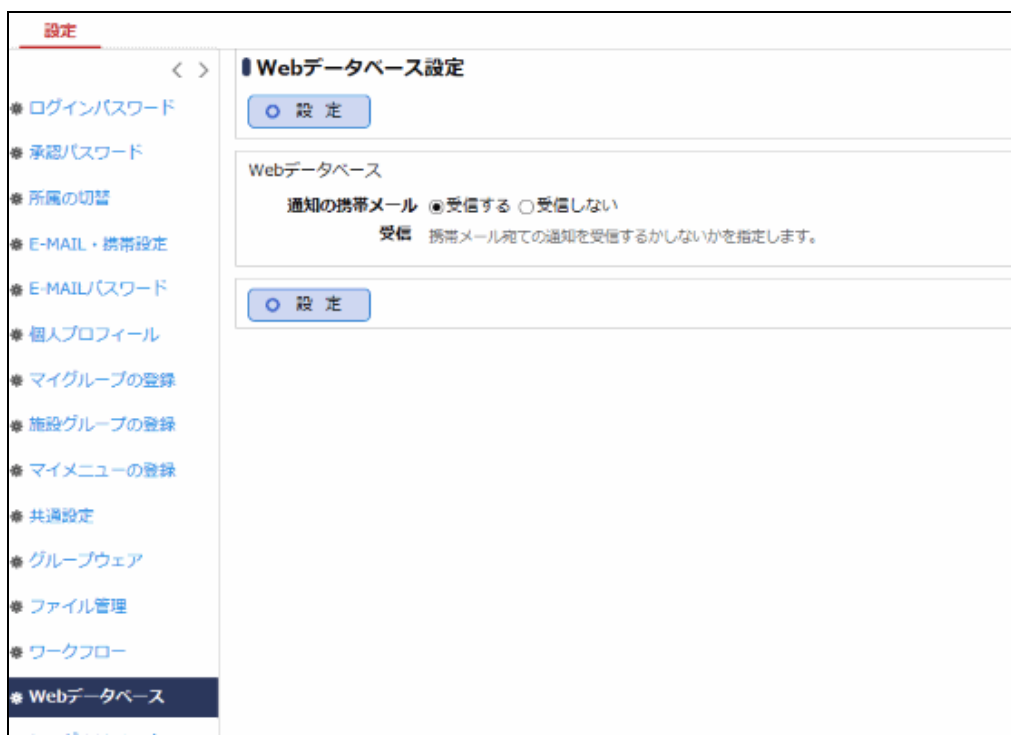 設定
< >
ログインパスワード
承認パスワード
所属の切替
E-MAIL・携帯設定
E-MAILパスワード
個人プロフィール
マイグループの登録
施設グループの登録
マイメニューの登録
共通設定
グループウェア
ファイル管理
ワークフロー
Webデータベース
Webデータベース設定
設 定
Webデータベース
通知の携帯メール 受信する 受信しない
受信 携帯メール宛ての通知を受信するかしないかを指定します。
設 定